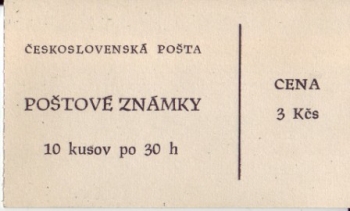 ČESKOSLOVENSKÁ POŠTA
POŠTOVÉ ZNÁMKY
10 kusov po 30 h
CENA
3 Kčs